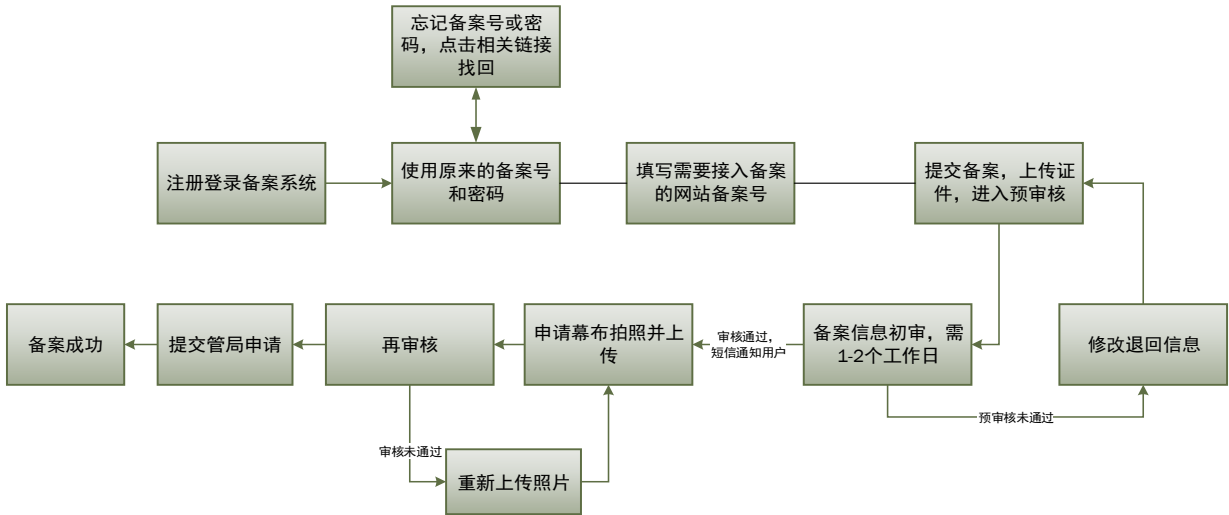 忘记备案号或密
码，点击相关链接
找回
注册登录备案系统
使用原来的备案号
和密码
填写需要接入备案
的网站备案号
提交备案，上传证
件，进入预审核
备案成功
提交管局申请
再审核
申请幕布拍照并上
传
审核通过，
短信通知用户
备案信息初审，需
1-2个工作日
修改退回信息
预审核未通过
审核未通过
重新上传照片